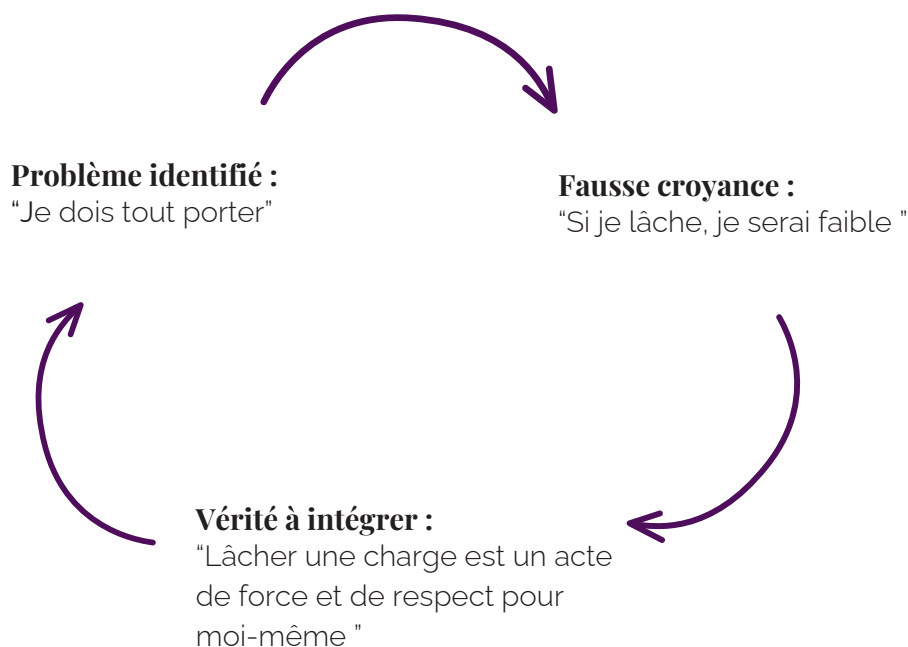 Problème identifié :
“Je dois tout porter”
Fausse croyance :
“Si je lâche, je serai faible ”
Vérité à intégrer :
“Lâcher une charge est un acte
de force et de respect pour
moi-même ”